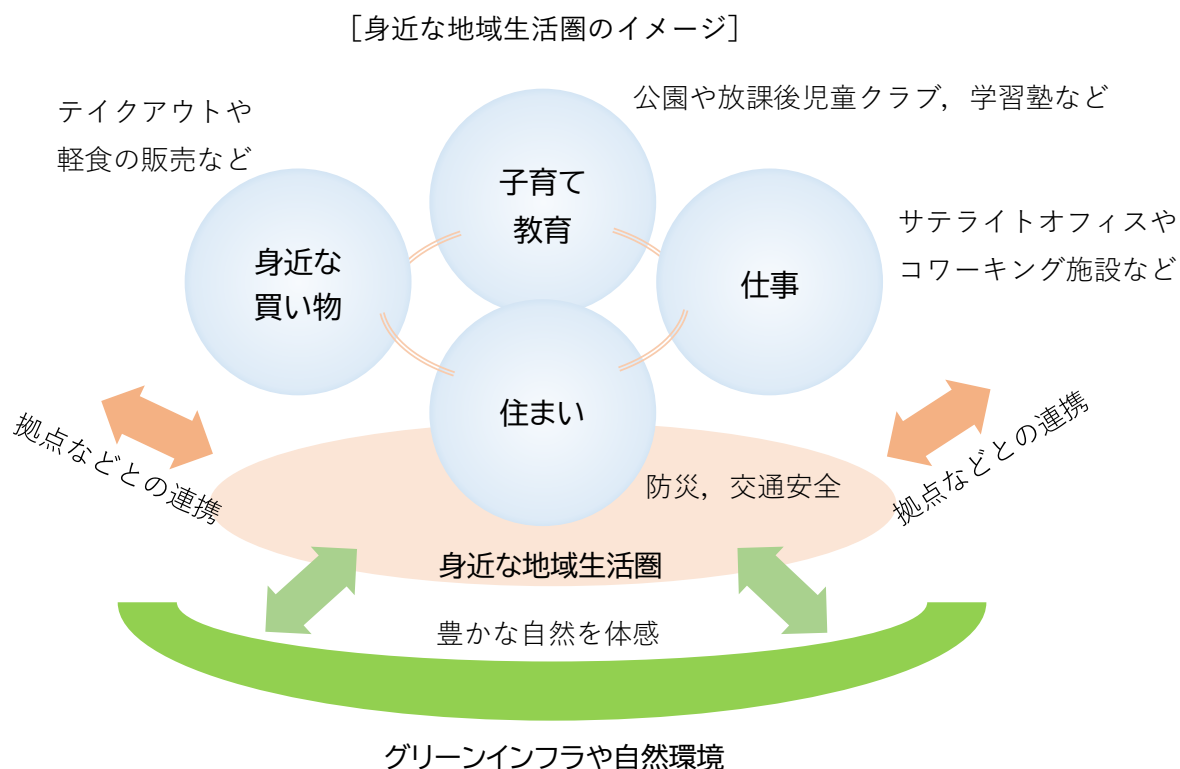 ［身近な地域生活圏のイメージ］
テイクアウトや
軽食の販売など
公園や放課後児童クラブ，学習塾など
子育て
教育
身近な
買い物
仕事
サテライトオフィスや
コワーキング施設など
住まい
拠点などとの連携
拠点などとの連携
防災，交通安全
身近な地域生活圏
豊かな自然を体感
グリーンインフラや自然環境